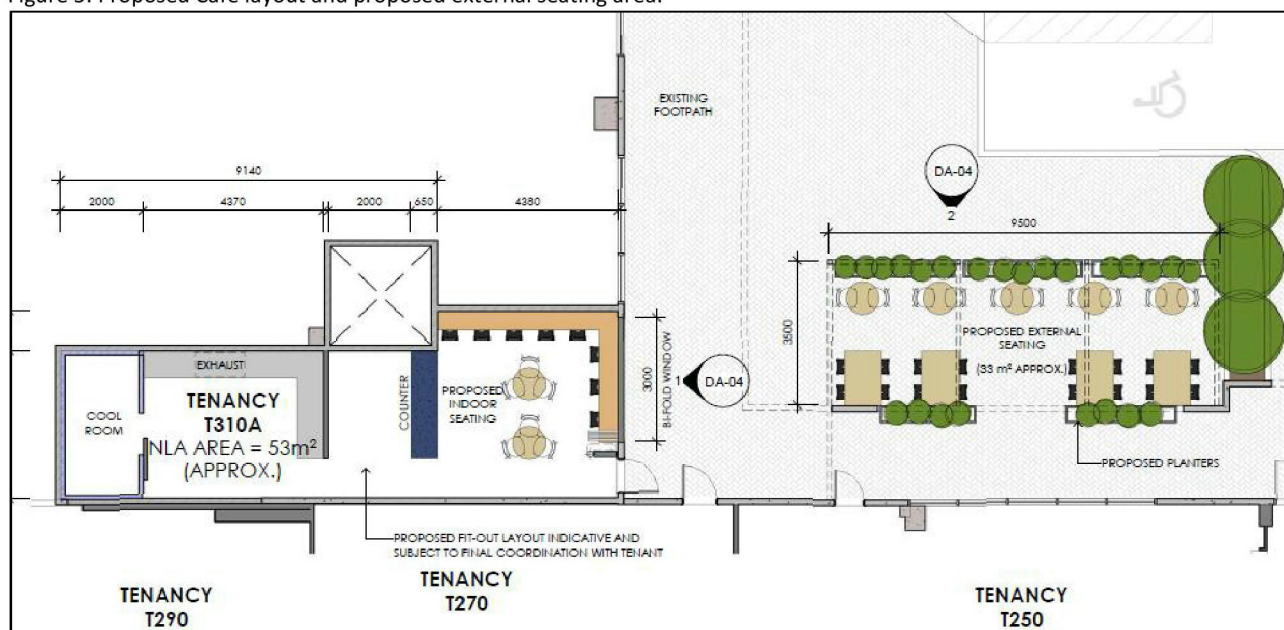 Figure 3: Proposed Café layout and proposed external seating area.
EXISTING
FOOTPATH
DA-04
2
9140
2000
4370
2000
650
4380
9500
3500
EXHAUST
COOL
ROOM
TENANCY
T310A
NLA AREA = 53m²
(APPROX.)
COUNTER
PROPOSED
INDOOR
SEATING
3000
BI-FOLD WINDOW
1
DA-04
PROPOSED EXTERNAL
SEATING
(33 m² APPROX.)
PROPOSED PLANTERS
PROPOSED FIT-OUT LAYOUT INDICATIVE AND
SUBJECT TO FINAL COORDINATION WITH TENANT
TENANCY
T290
TENANCY
T270
TENANCY
T250